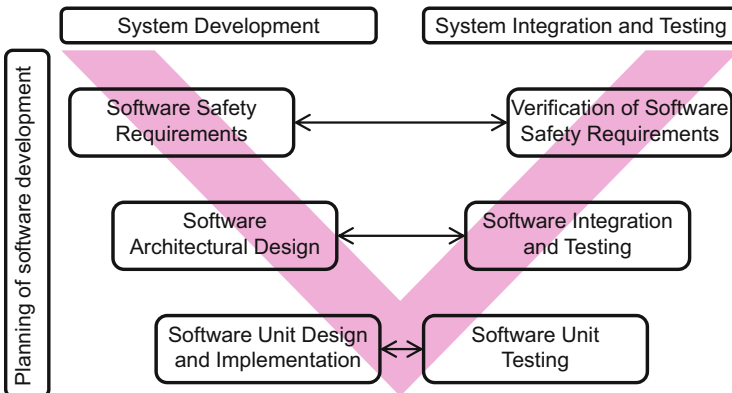 System Development
System Integration and Testing
Planning of software development
Software Safety
Requirements
Verification of Software
Safety Requirements
Software
Architectural Design
Software Integration
and Testing
Software Unit Design
and Implementation
Software Unit
Testing